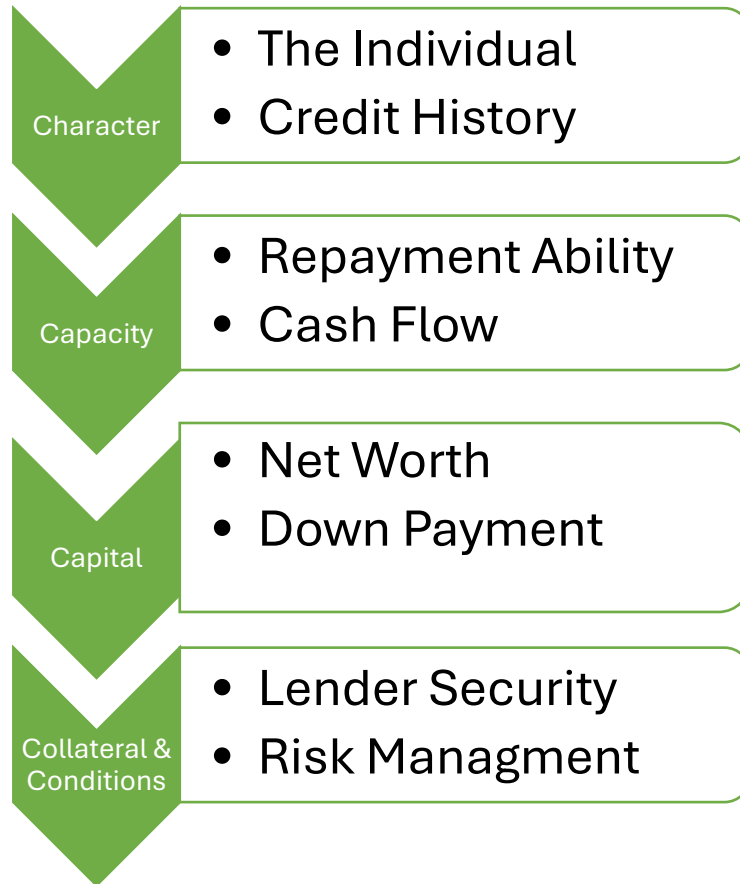 Character
• The Individual
• Credit History
Capacity
• Repayment Ability
• Cash Flow
Capital
• Net Worth
• Down Payment
Collateral &
Conditions
• Lender Security
• Risk Managment